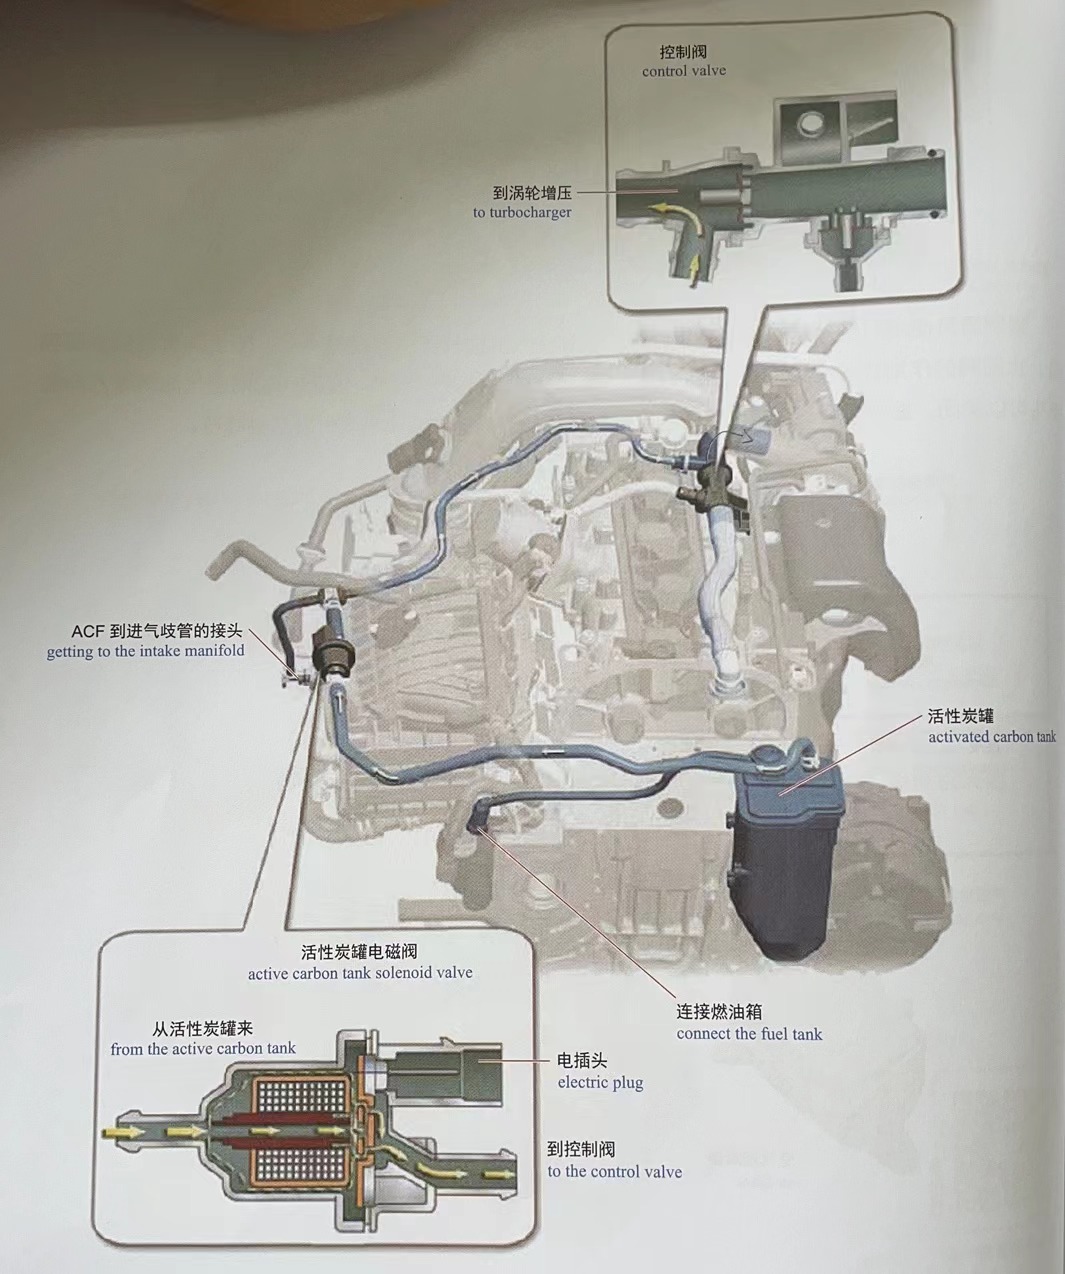 控制阀
control valve
到涡轮增压
to turbocharger
ACF 到进气歧管的接头
getting to the intake manifold
活性炭罐
activated carbon tank
活性炭罐电磁阀
active carbon tank solenoid valve
从活性炭罐来
from the active carbon tank
连接燃油箱
connect the fuel tank
电插头
electric plug
到控制阀
to the control valve